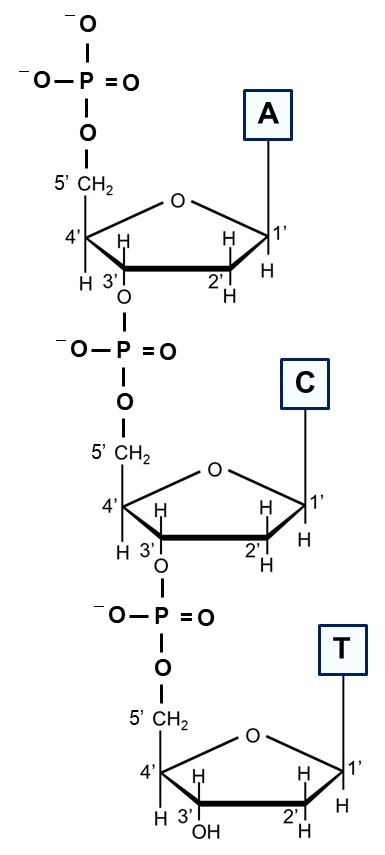 ⁻O
⁻O–P=O
O
A
5’ CH₂
O
4’ H H 1’
H 3’ 2’ H H
O
⁻O–P=O
O
C
5’ CH₂
O
4’ H H 1’
H 3’ 2’ H H
O
⁻O–P=O
O
T
5’ CH₂
O
4’ H H 1’
H 3’ 2’ H H
OH